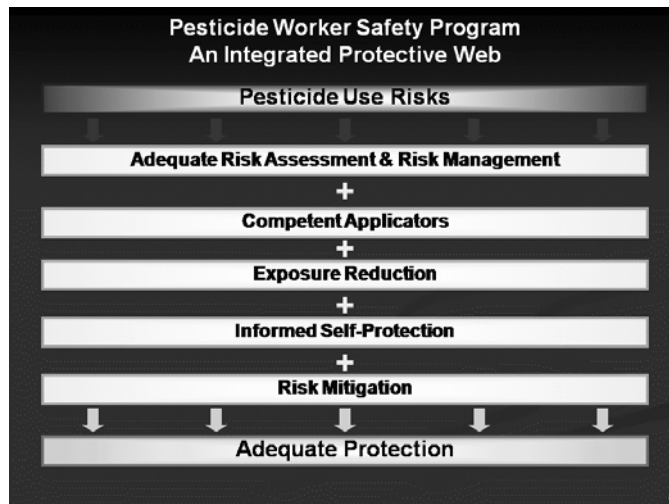 Pesticide Worker Safety Program
An Integrated Protective Web
Pesticide Use Risks
Adequate Risk Assessment & Risk Management
+
Competent Applicators
+
Exposure Reduction
+
Informed Self-Protection
+
Risk Mitigation
Adequate Protection